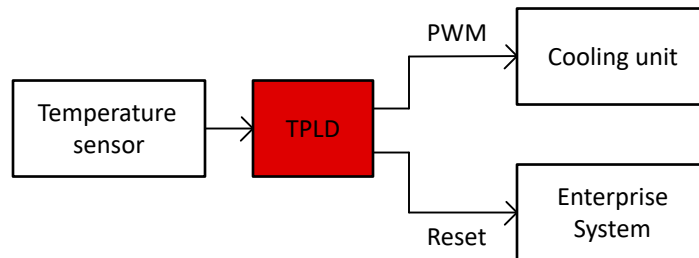 PWM
Cooling unit
Temperature
sensor
TPLD
Enterprise
System
Reset